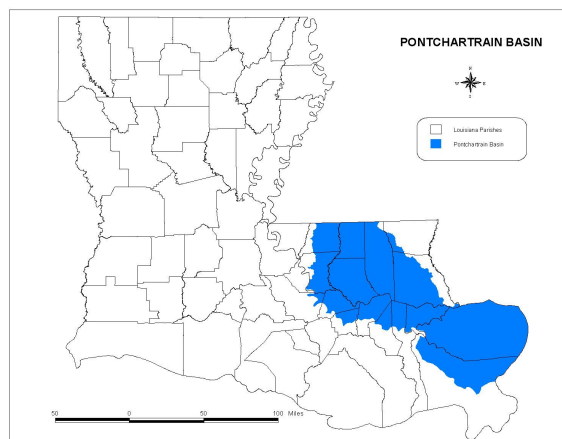 PONTCHARTRAIN BASIN
N
W E
S
Louisiana Parishes
Pontchartrain Basin
50 0 50 100 Miles